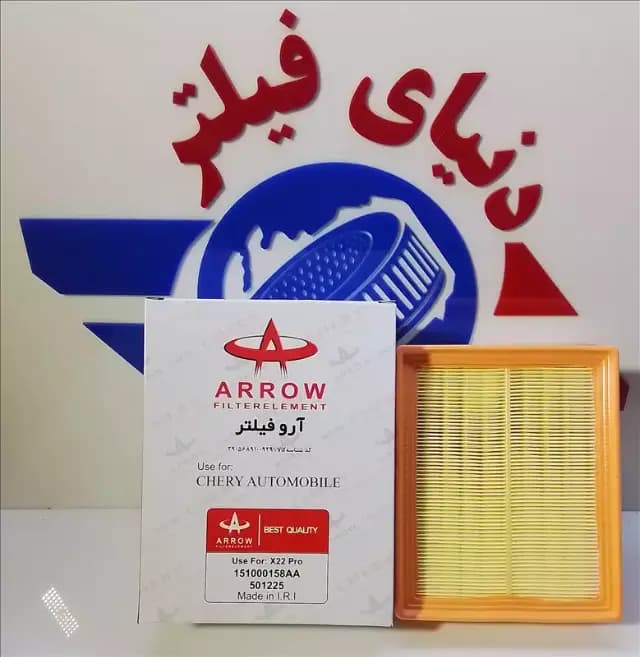 دنیای فیلتر
ARROW
FILTERELEMENT
آرو فیلتر
Use for:
CHERY AUTOMOBILE
ARROW
FILTERELEMENT
BEST QUALITY
Use For: X22 Pro
151000158AA
501225
Made in I.R.I